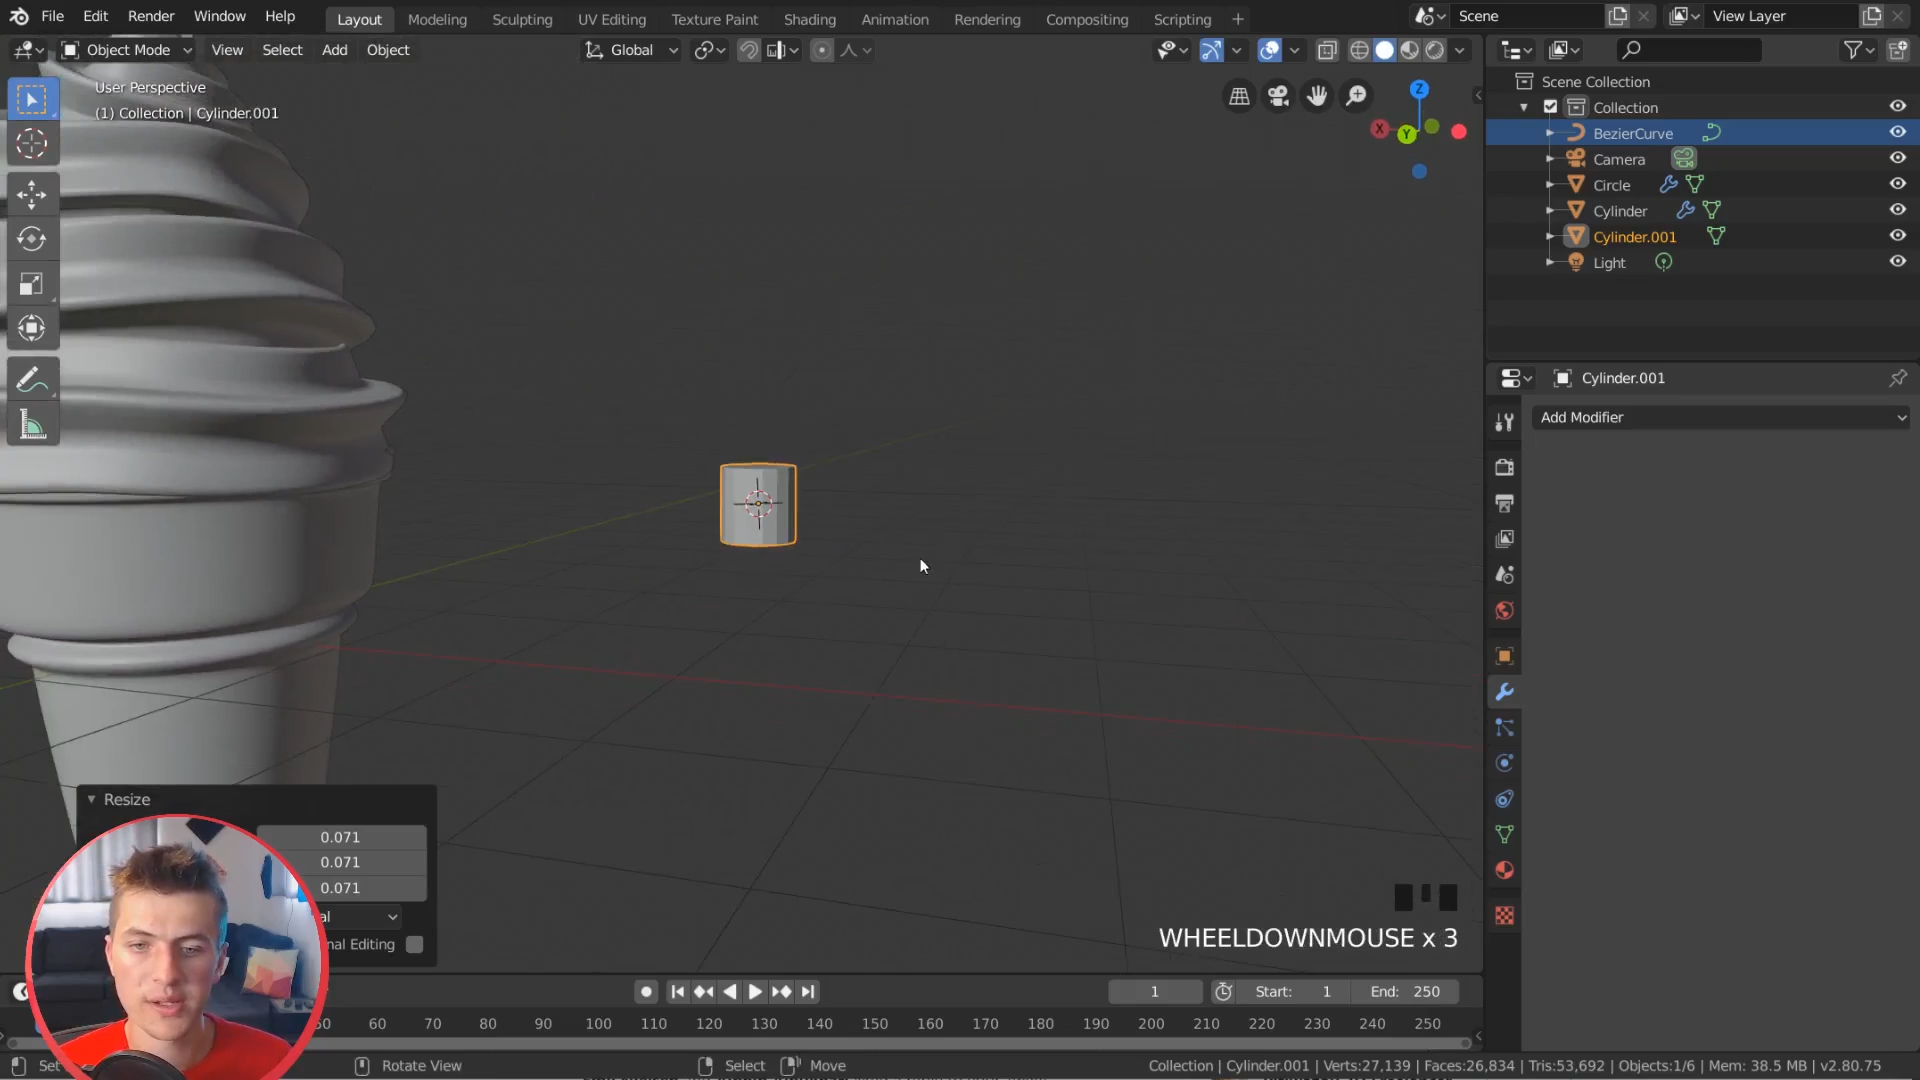 File Edit Render Window Help Layout Modeling Sculpting UV Editing Texture Paint Shading Animation Rendering Compositing Scripting + Scene View Layer
Object Mode View Select Add Object Global
User Perspective
(1) Collection | Cylinder.001
Z
X
Y
Scene Collection
Collection
BezierCurve
Camera
Circle
Cylinder
Cylinder.001
Light
Cylinder.001
Add Modifier
Resize
0.071
0.071
0.071
al
nal Editing
WHEELDOWNMOUSE x 3
1 Start: 1 End: 250
50 60 70 80 90 100 110 120 130 140 150 160 170 180 190 200 210 220 230 240 250
Set Rotate View Select Move Collection | Cylinder.001 | Verts:27,139 | Faces:26,834 | Tris:53,692 | Objects:1/6 | Mem: 38.5 MB | v2.80.75